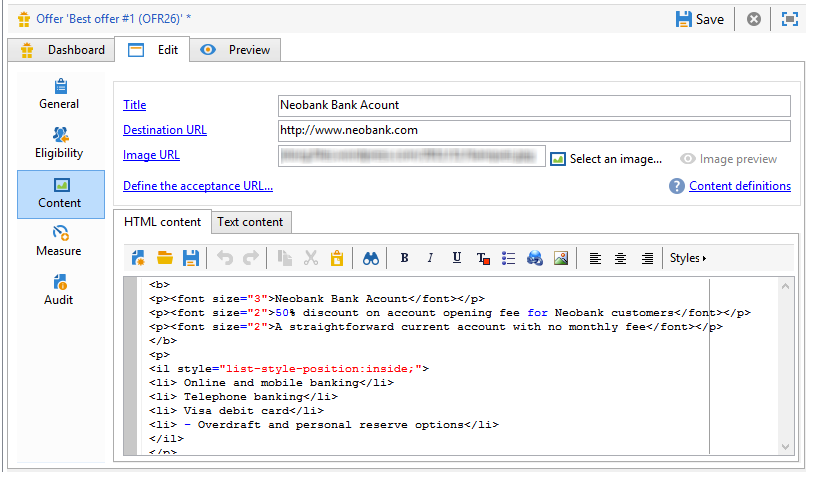 Offer 'Best offer #1 (OFR26)' *
Save
Dashboard Edit Preview
General
Eligibility
Content
Measure
Audit
Title Neobank Bank Acount
Destination URL http://www.neobank.com
Image URL Select an image... Image preview
Define the acceptance URL... ? Content definitions
HTML content Text content
B I U T Styles
<b>
<p><font size="3">Neobank Bank Acount</font></p>
<p><font size="2">50% discount on account opening fee for Neobank customers</font></p>
<p><font size="2">A straightforward current account with no monthly fee</font></p>
</b>
<p>
<il style="list-style-position:inside;">
<li> Online and mobile banking</li>
<li> Telephone banking</li>
<li> Visa debit card</li>
<li> - Overdraft and personal reserve options</li>
</il>
</p>